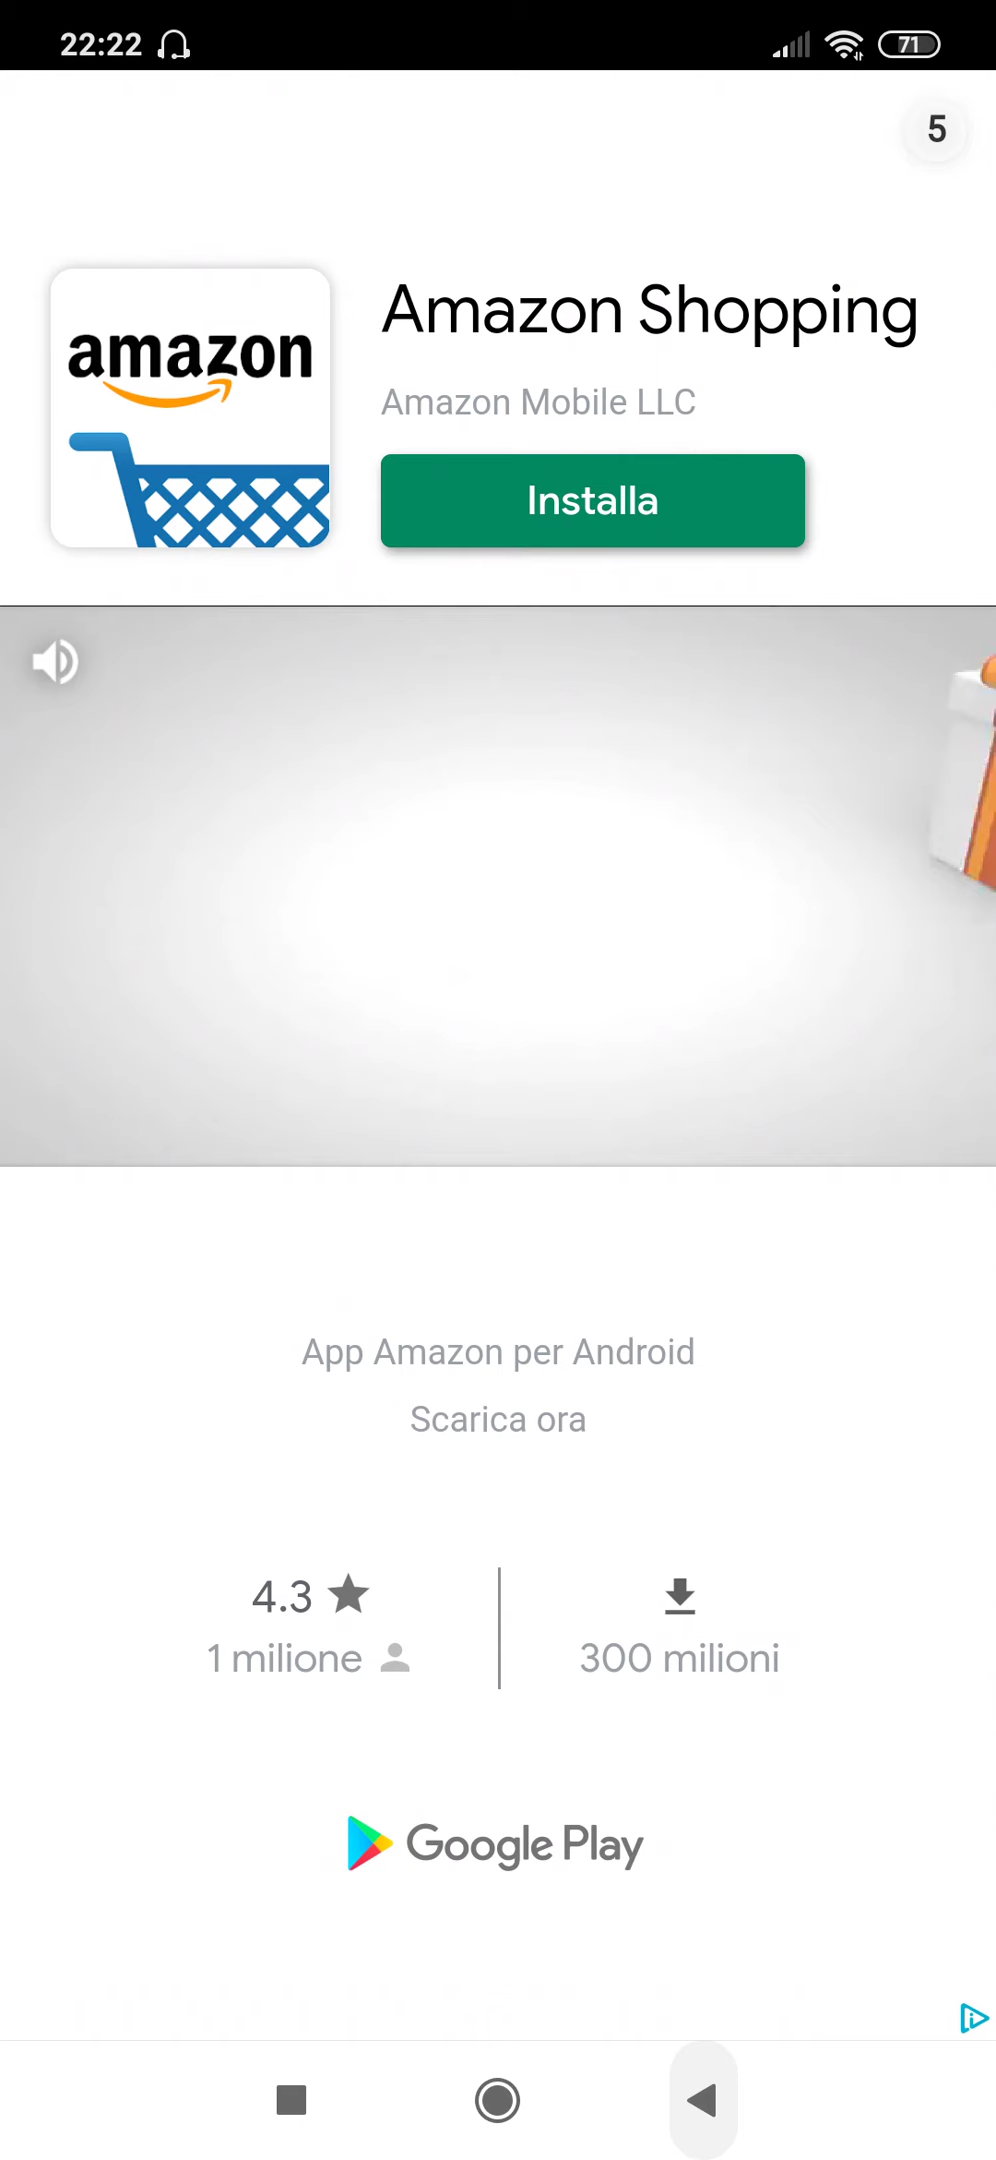 22:22
71
5
amazon
Amazon Shopping
Amazon Mobile LLC
Installa
App Amazon per Android
Scarica ora
4.3
1 milione
300 milioni
Google Play